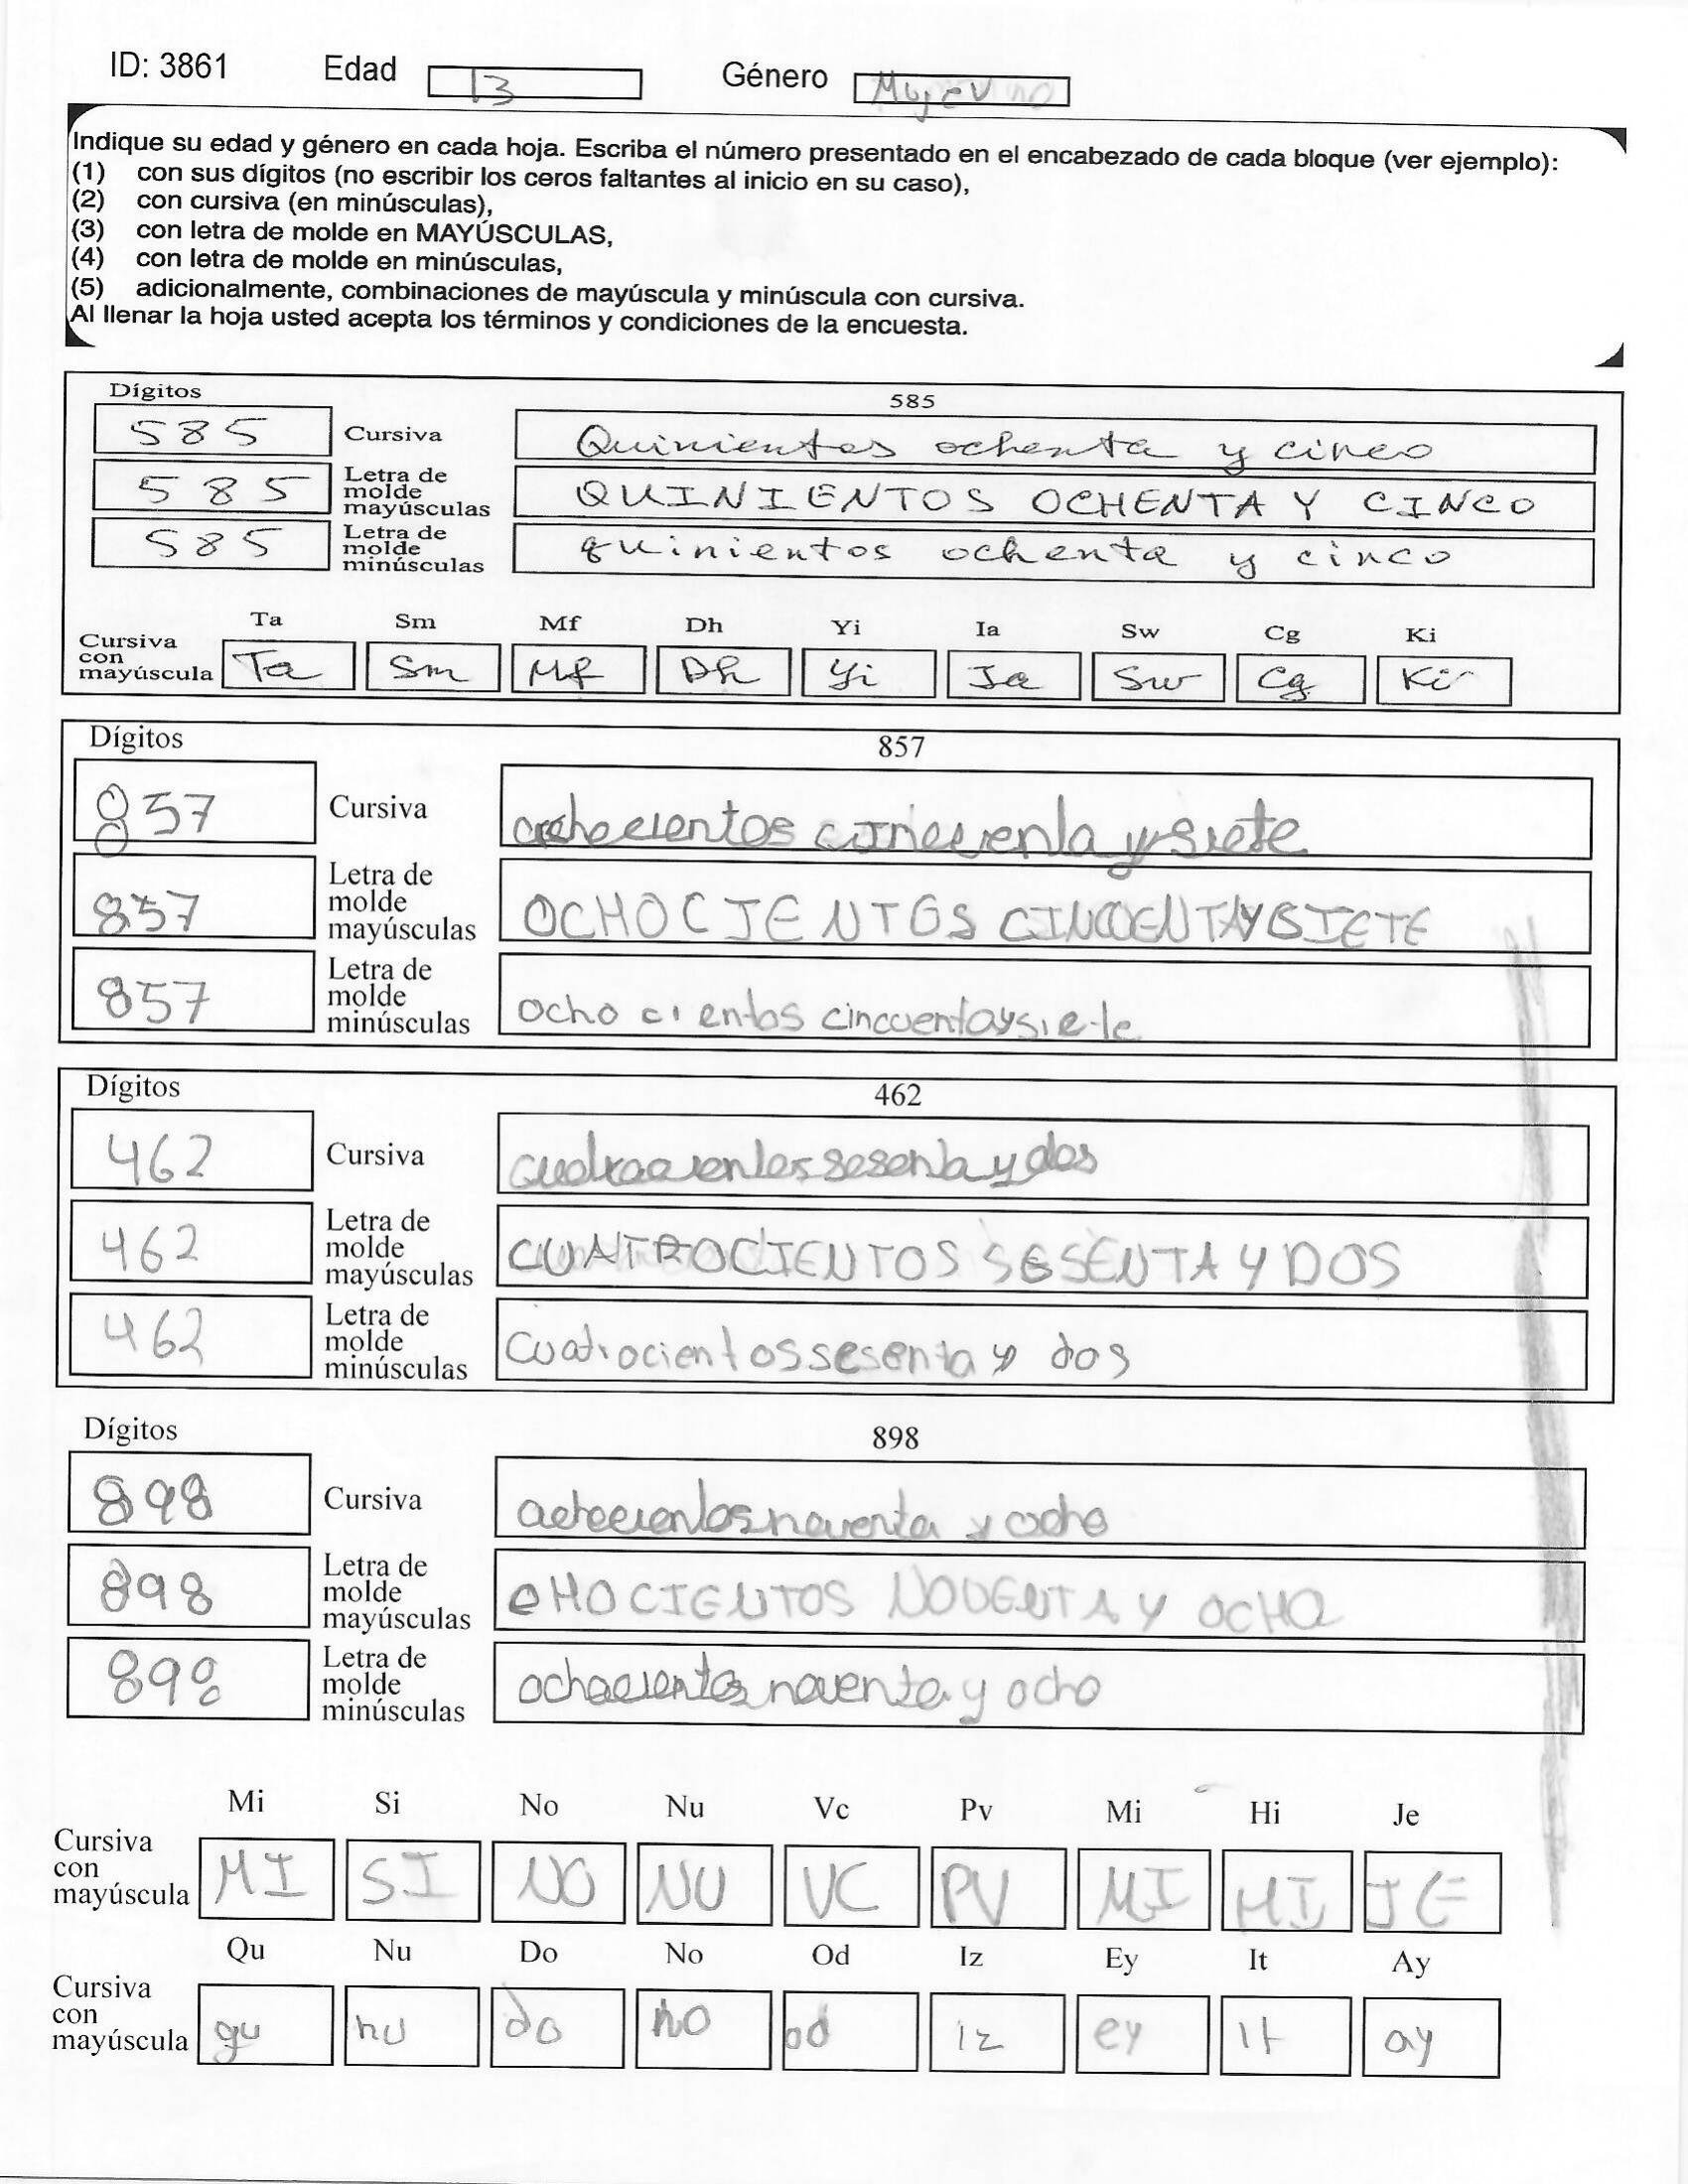 ID: 3861 Edad 13 Género Mujer
Indique su edad y género en cada hoja. Escriba el número presentado en el encabezado de cada bloque (ver ejemplo):
(1) con sus dígitos (no escribir los ceros faltantes al inicio en su caso),
(2) con cursiva (en minúsculas),
(3) con letra de molde en MAYÚSCULAS,
(4) con letra de molde en minúsculas,
(5) adicionalmente, combinaciones de mayúscula y minúscula con cursiva.
Al llenar la hoja usted acepta los términos y condiciones de la encuesta.
Dígitos 585
585 Cursiva Quinientos ochenta y cinco
585 Letra de molde mayúsculas QUINIENTOS OCHENTA Y CINCO
585 Letra de molde minúsculas quinientos ochenta y cinco
Ta Sm Mf Dh Yi Ia Sw Cg Ki
Cursiva con mayúscula Ta Sm Mf Dh Yi Ia Sw Cg Ki
Dígitos 857
857 Cursiva ochocientos cincuenta y siete
857 Letra de molde mayúsculas OCHOCIENTOS CINCOENTA Y SIETE
857 Letra de molde minúsculas ocho cientos cincuenta y siete
Dígitos 462
462 Cursiva cuatrocientos sesenta y dos
462 Letra de molde mayúsculas CUATROCIENTOS SESENTA Y DOS
462 Letra de molde minúsculas cuatrocientos sesenta y dos
Dígitos 898
898 Cursiva ochocientos noventa y ocho
898 Letra de molde mayúsculas OHOCIENTOS NOVENTA Y OCHO
898 Letra de molde minúsculas ochocientos noventa y ocho
Mi Si No Nu Vc Pv Mi Hi Je
Cursiva con mayúscula MI SI NO NU VC PV MI HI JE
Qu Nu Do No Od Iz Ey It Ay
Cursiva con mayúscula qu nu do no od iz ey it ay